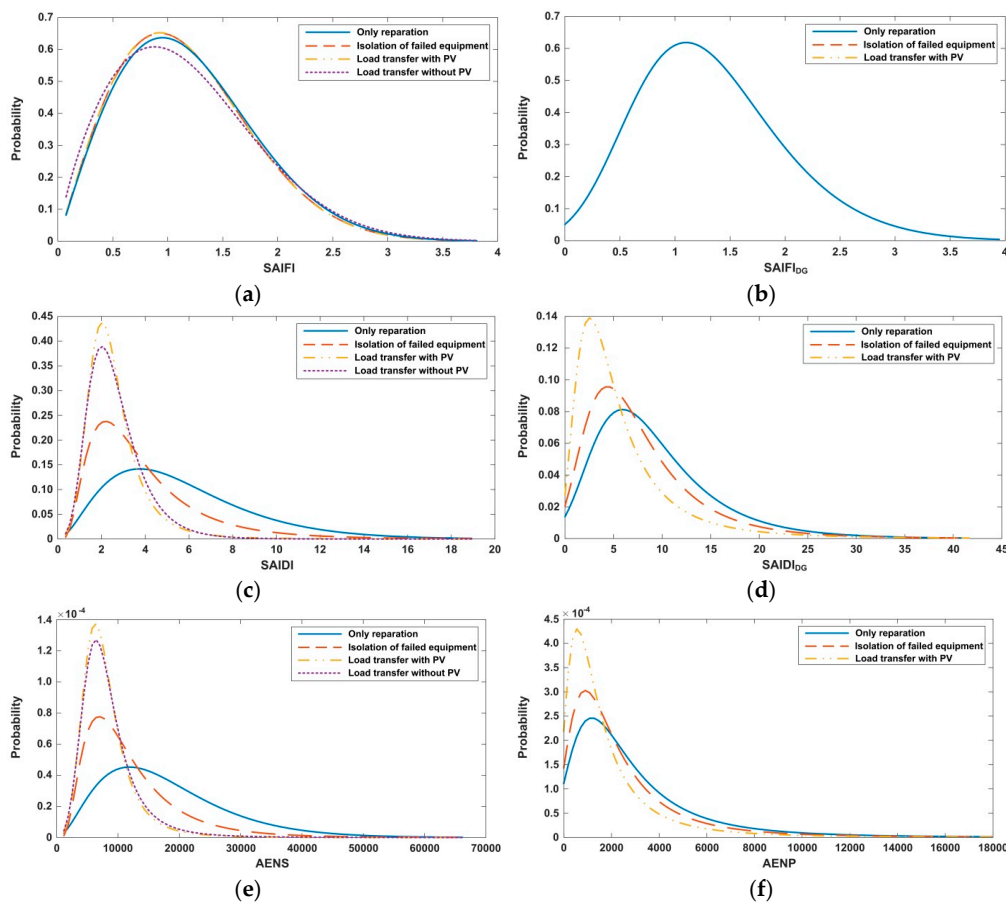 Probability
0.7
0.6
0.5
0.4
0.3
0.2
0.1
0
Only reparation
Isolation of failed equipment
Load transfer with PV
Load transfer without PV
0 0.5 1 1.5 2 2.5 3 3.5 4
SAIFI
(a)
Probability
0.7
0.6
0.5
0.4
0.3
0.2
0.1
0
Only reparation
Isolation of failed equipment
Load transfer with PV
0 0.5 1 1.5 2 2.5 3 3.5 4
SAIFI_DG
(b)
Probability
0.45
0.4
0.35
0.3
0.25
0.2
0.15
0.1
0.05
0
Only reparation
Isolation of failed equipment
Load transfer with PV
Load transfer without PV
0 2 4 6 8 10 12 14 16 18 20
SAIDI
(c)
Probability
0.14
0.12
0.10
0.08
0.06
0.04
0.02
0
Only reparation
Isolation of failed equipment
Load transfer with PV
0 5 10 15 20 25 30 35 40 45
SAIDI_DG
(d)
× 10⁻⁴
Probability
1.4
1.2
1.0
0.8
0.6
0.4
0.2
0
Only reparation
Isolation of failed equipment
Load transfer with PV
Load transfer without PV
0 10000 20000 30000 40000 50000 60000 70000
AENS
(e)
× 10⁻⁴
Probability
4.5
4.0
3.5
3.0
2.5
2.0
1.5
1.0
0.5
0
Only reparation
Isolation of failed equipment
Load transfer with PV
0 2000 4000 6000 8000 10000 12000 14000 16000 18000
AENP
(f)